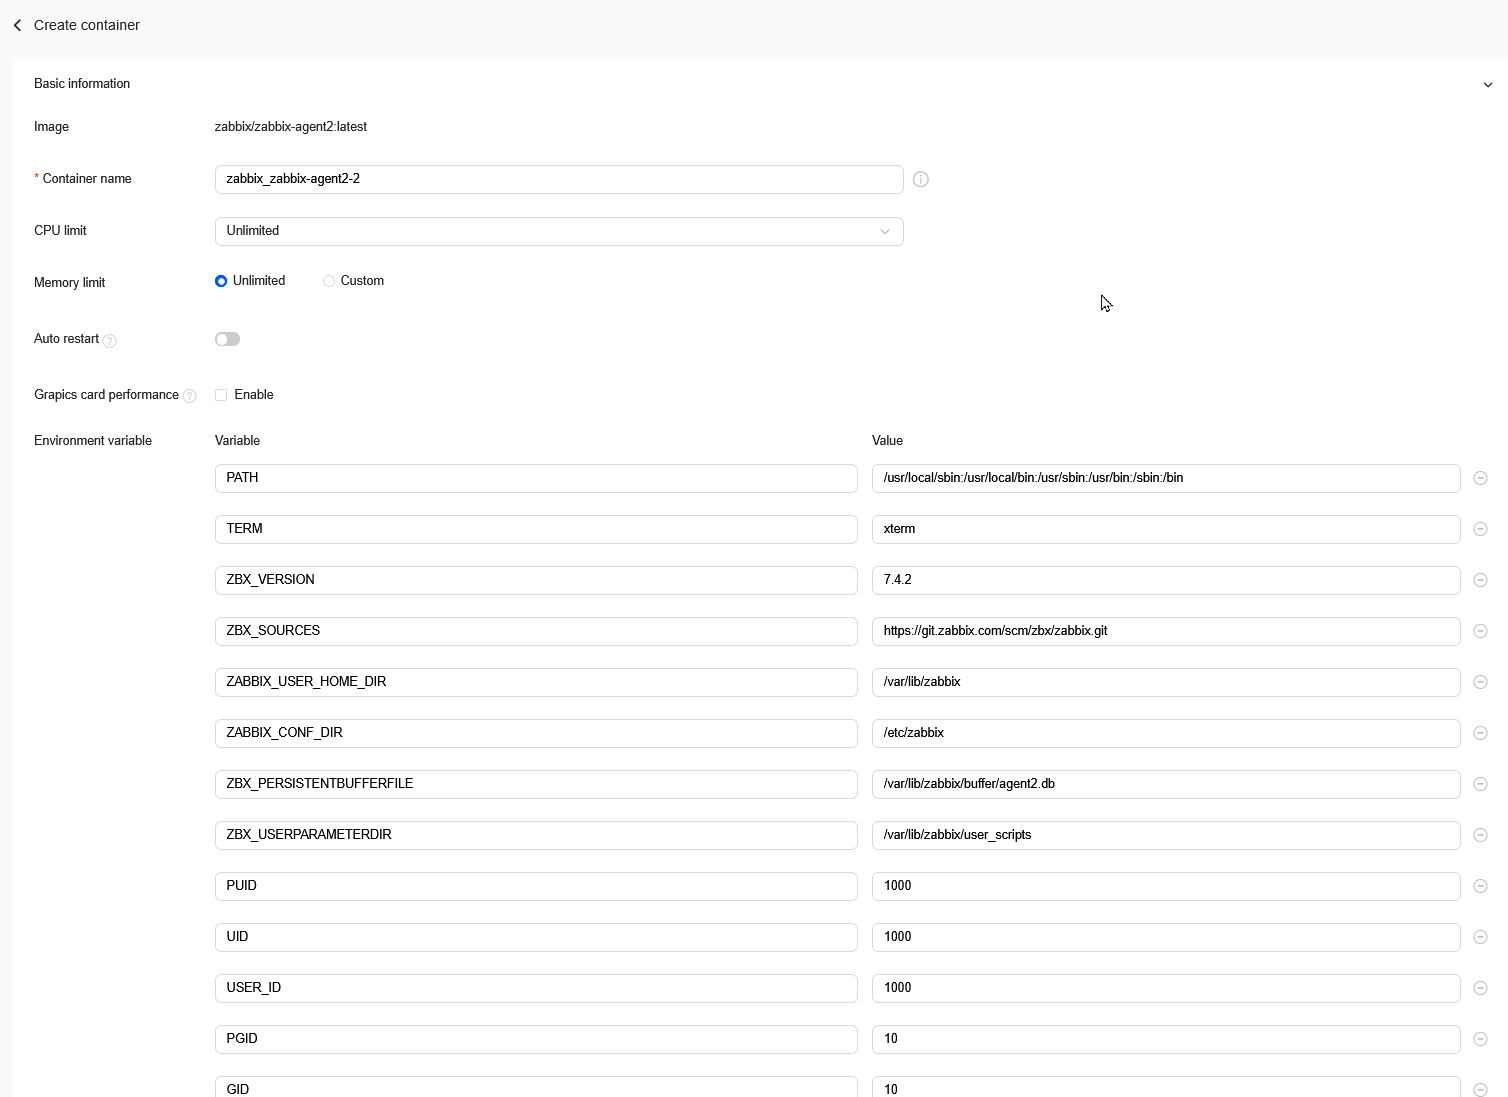 Create container
Basic information
Image zabbix/zabbix-agent2:latest
* Container name zabbix_zabbix-agent2-2
CPU limit Unlimited
Memory limit Unlimited Custom
Auto restart ?
Grapics card performance ? Enable
Environment variable Variable Value
PATH /usr/local/sbin:/usr/local/bin:/usr/sbin:/usr/bin:/sbin:/bin
TERM xterm
ZBX_VERSION 7.4.2
ZBX_SOURCES https://git.zabbix.com/scm/zbx/zabbix.git
ZABBIX_USER_HOME_DIR /var/lib/zabbix
ZABBIX_CONF_DIR /etc/zabbix
ZBX_PERSISTENTBUFFERFILE /var/lib/zabbix/buffer/agent2.db
ZBX_USERPARAMETERDIR /var/lib/zabbix/user_scripts
PUID 1000
UID 1000
USER_ID 1000
PGID 10
GID 10